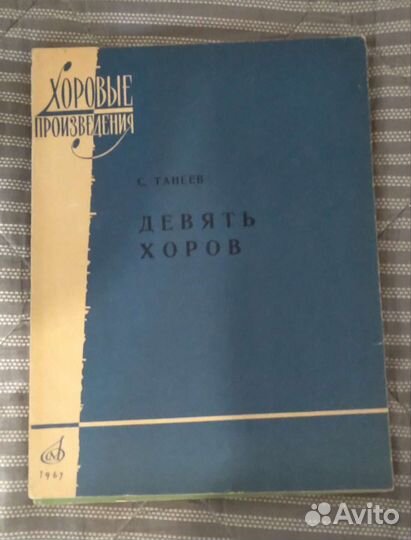 ХОРОВЫЕ
ПРОИЗВЕДЕНИЯ
С. ТАНЕЕВ
ДЕВЯТЬ
ХОРОВ
1967
Avito